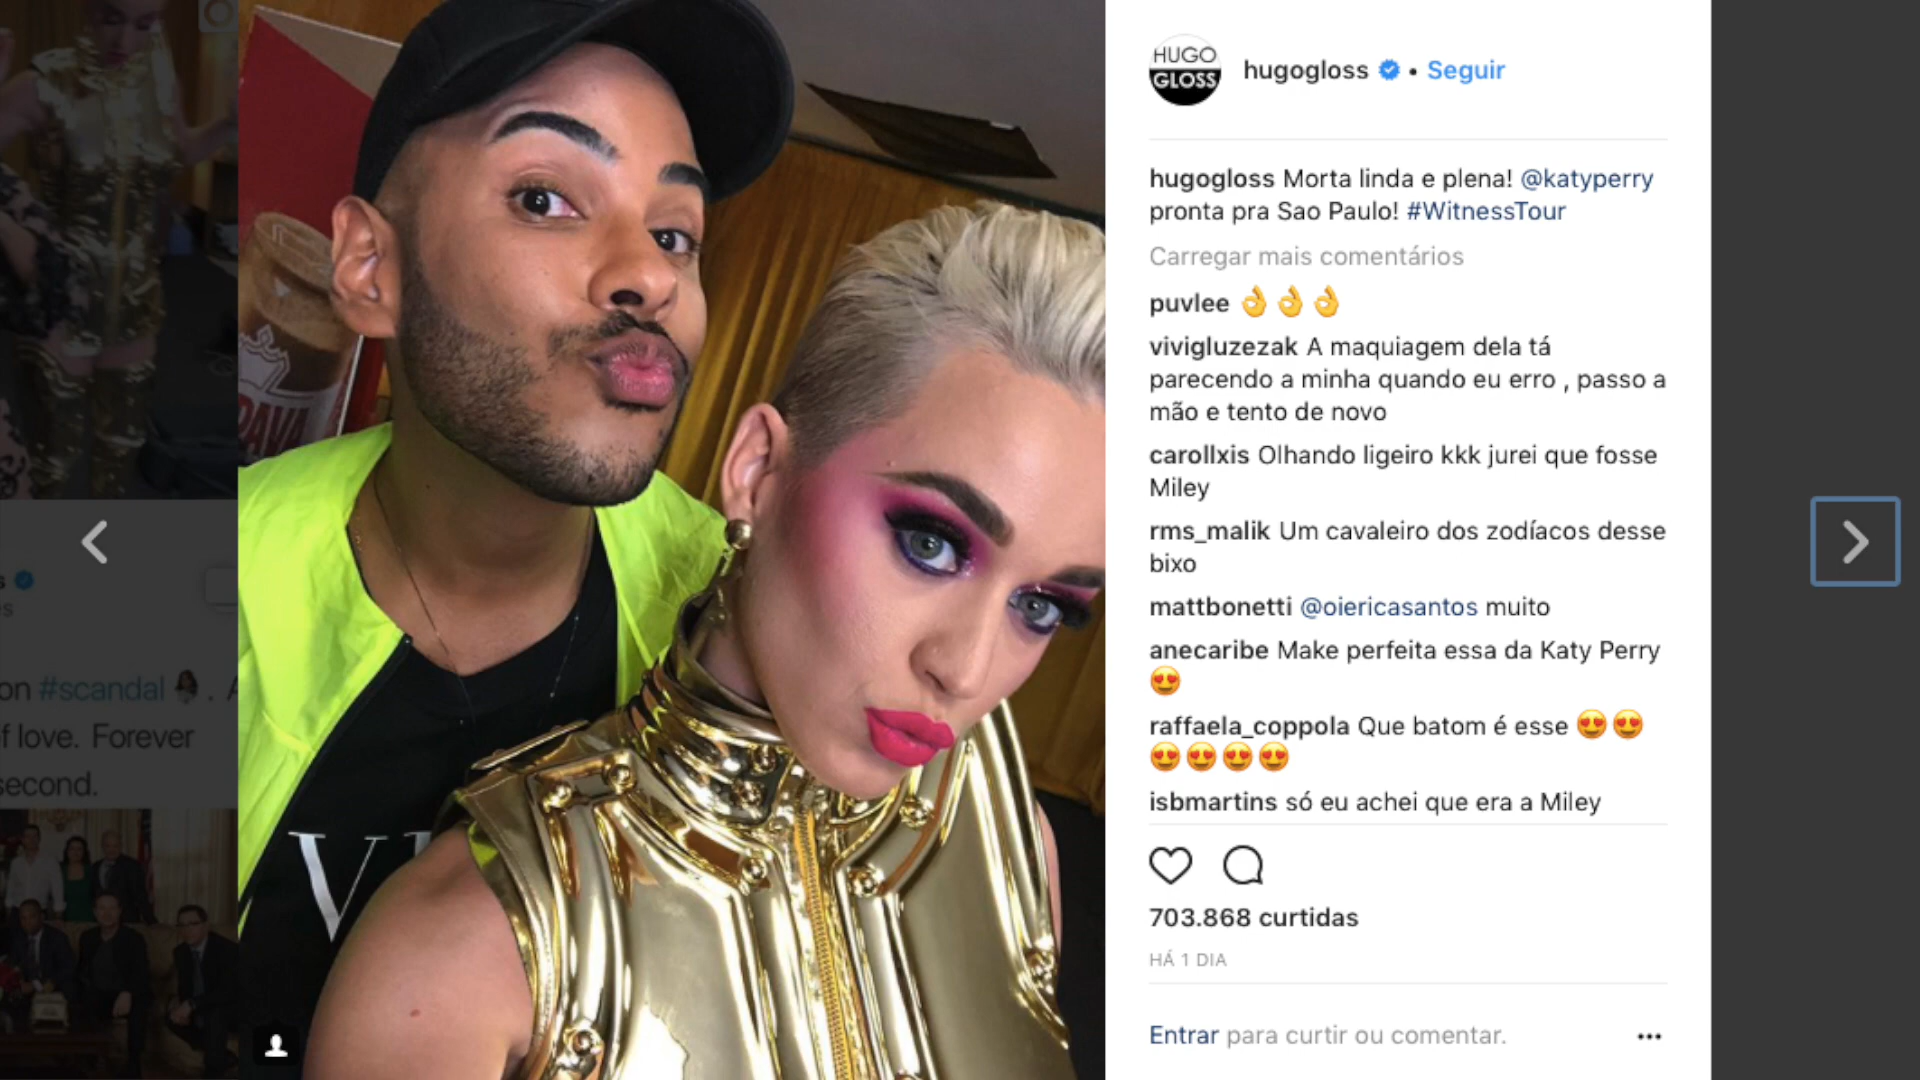 HUGO
GLOSS
hugogloss • Seguir
hugogloss Morta linda e plena! @katyperry
pronta pra Sao Paulo! #WitnessTour
Carregar mais comentários
puvlee 👌👌👌
vivigluzezak A maquiagem dela tá
parecendo a minha quando eu erro , passo a
mão e tento de novo
carollxis Olhando ligeiro kkk jurei que fosse
Miley
rms_malik Um cavaleiro dos zodíacos desse
bixo
mattbonetti @oiericasantos muito
anecaribe Make perfeita essa da Katy Perry
😍
raffaela_coppola Que batom é esse 😍😍
😍😍😍😍
isbmartins só eu achei que era a Miley
703.868 curtidas
HÁ 1 DIA
Entrar para curtir ou comentar.
on #scandal
f love. Forever
second.
V